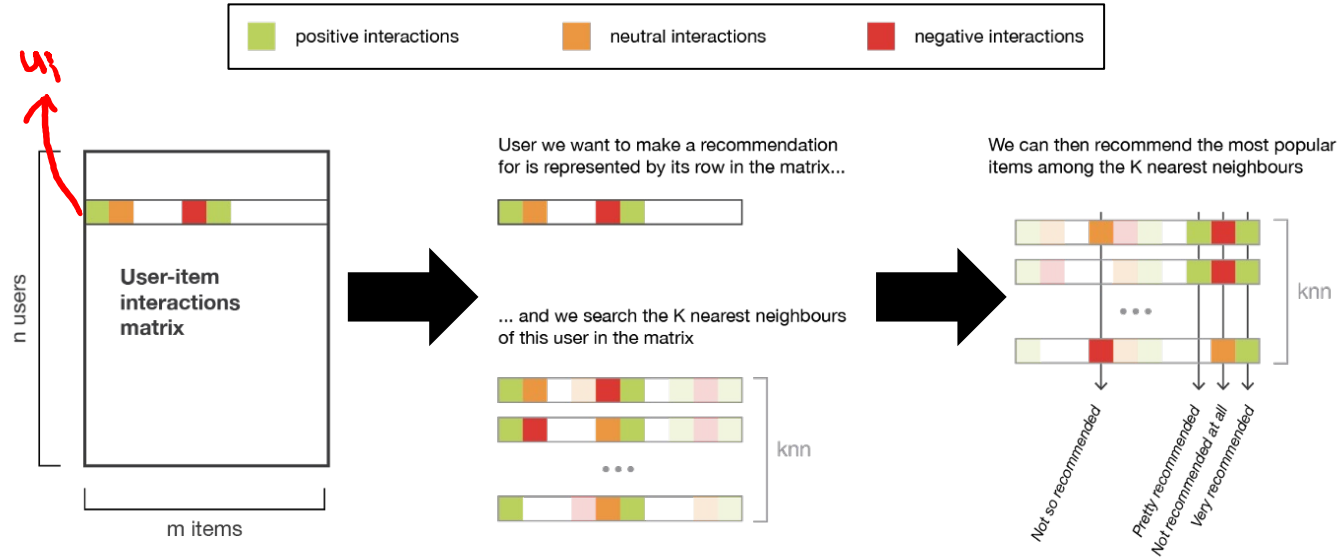 positive interactions
neutral interactions
negative interactions
ui
User we want to make a recommendation
for is represented by its row in the matrix...
We can then recommend the most popular
items among the K nearest neighbours
n users
User-item
interactions
matrix
m items
... and we search the K nearest neighbours
of this user in the matrix
knn
knn
Not so recommended
Pretty recommended
Not recommended at all
Very recommended